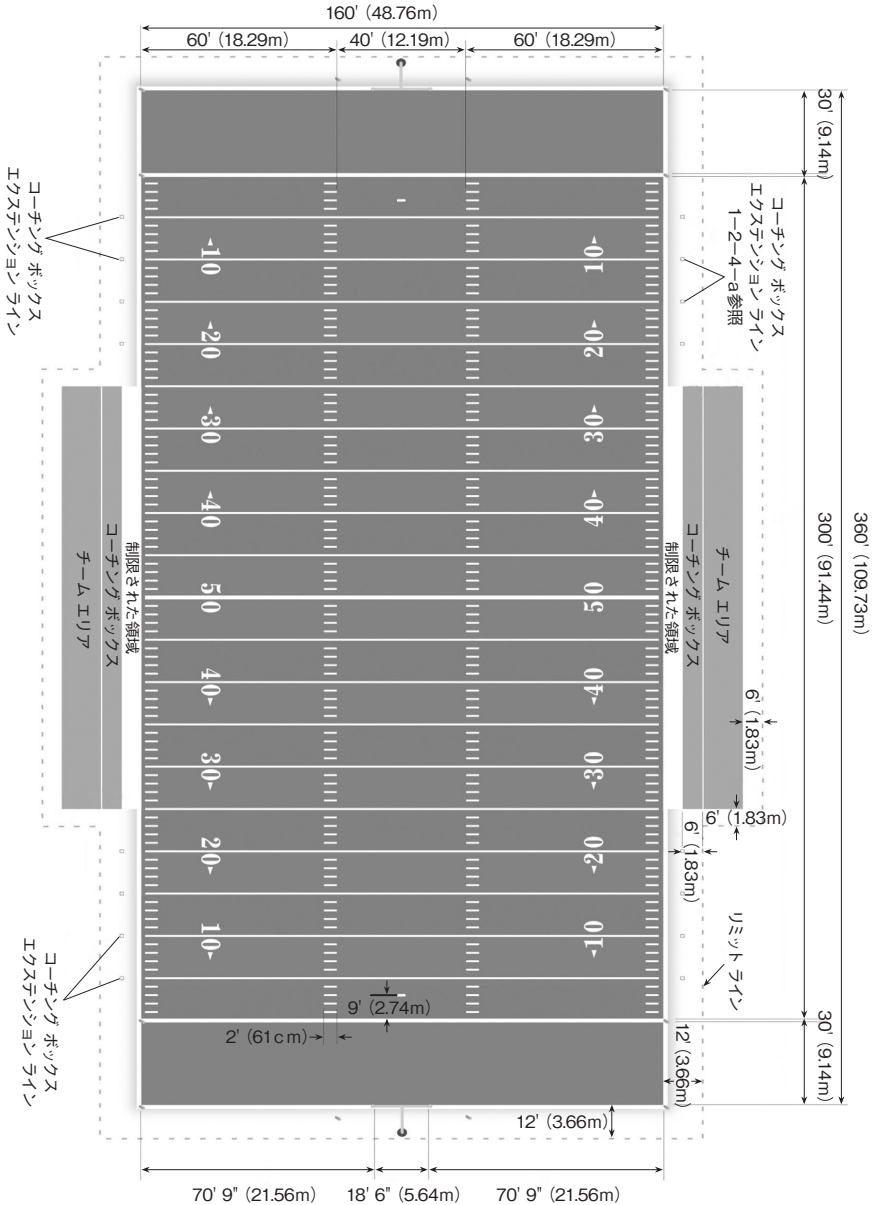 160' (48.76m)
60' (18.29m)
40' (12.19m)
60' (18.29m)
30' (9.14m)
360' (109.73m)
300' (91.44m)
コーチング ボックス
エクステンション ライン
コーチング ボックス
エクステンション ライン
1−2−4−a 参照
10
10
20
20
30
30
40
40
50
50
40
40
30
30
20
20
10
10
チーム エリア
コーチング ボックス
制限された領域
制限された領域
コーチング ボックス
チーム エリア
6' (1.83m)
6' (1.83m)
6' (1.83m)
リミット ライン
コーチング ボックス
エクステンション ライン
9' (2.74m)
2' (61cm)
12' (3.66m)
30' (9.14m)
12' (3.66m)
70' 9" (21.56m)
18' 6" (5.64m)
70' 9" (21.56m)